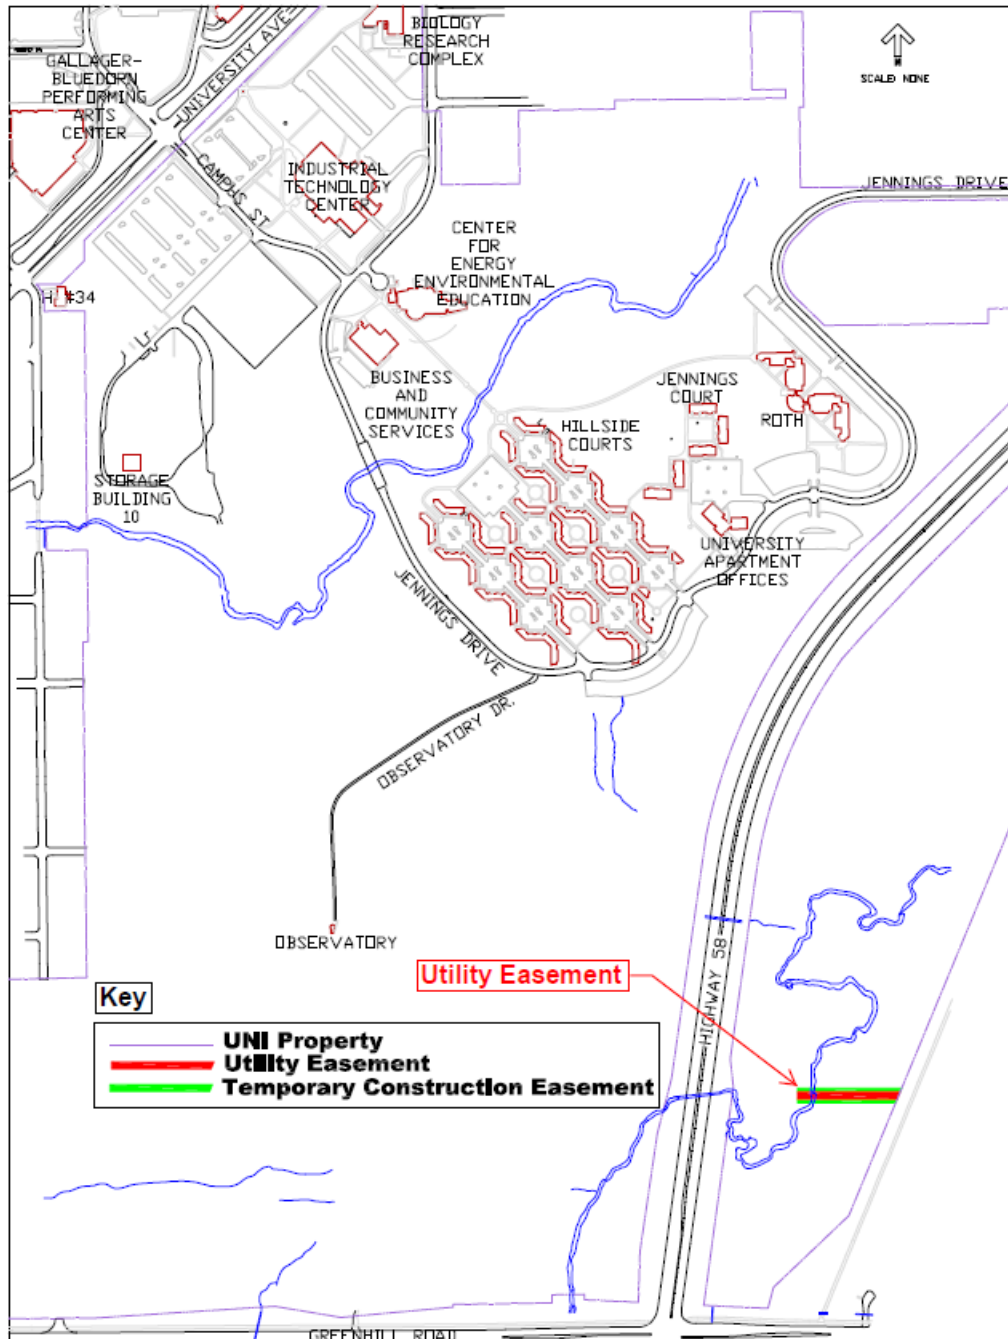 BIOLOGY
RESEARCH
COMPLEX
N
SCALE: NONE
GALLAGER-
BLUEDORN
PERFORMING
ARTS
CENTER
UNIVERSITY AVE
CAMPUS ST
INDUSTRIAL
TECHNOLOGY
CENTER
JENNINGS DRIVE
CENTER
FOR
ENERGY
ENVIRONMENTAL
EDUCATION
#34
BUSINESS
AND
COMMUNITY
SERVICES
JENNINGS
COURT
ROTH
HILLSIDE
COURTS
STORAGE
BUILDING
10
UNIVERSITY
APARTMENT
OFFICES
JENNINGS DRIVE
OBSERVATORY DR.
OBSERVATORY
HIGHWAY 58
Utility Easement
Key
UNI Property
Utility Easement
Temporary Construction Easement
GREENHILL ROAD